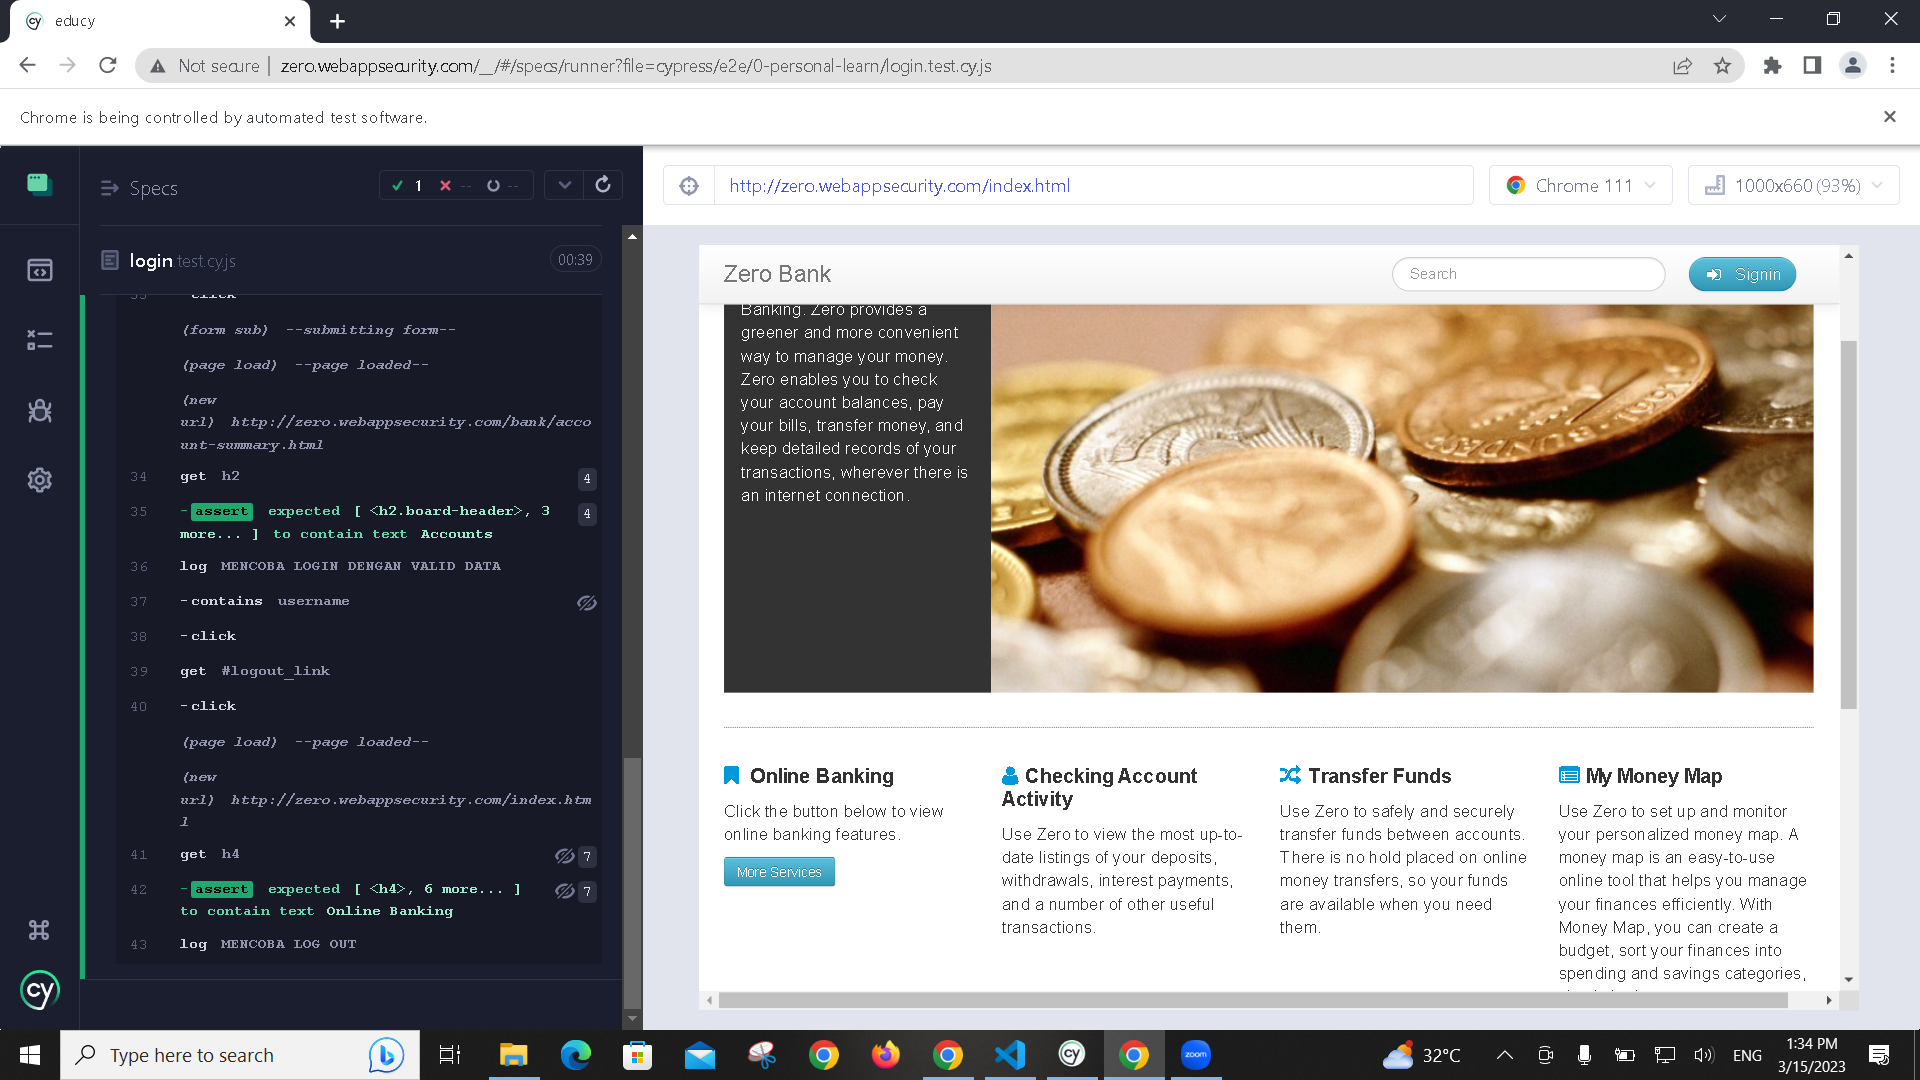 educy
Not secure | zero.webappsecurity.com/__/#/specs/runner?file=cypress/e2e/0-personal-learn/login.test.cy.js
Chrome is being controlled by automated test software.
Specs
1 -- --
login.test.cy.js 00:39
33 -click
(form sub) --submitting form--
(page load) --page loaded--
(new
url) http://zero.webappsecurity.com/bank/acco
unt-summary.html
34 get h2 4
35 -assert expected [ <h2.board-header>, 3 4
more... ] to contain text Accounts
36 log MENCOBA LOGIN DENGAN VALID DATA
37 -contains username
38 -click
39 get #logout_link
40 -click
(page load) --page loaded--
(new
url) http://zero.webappsecurity.com/index.htm
l
41 get h4 7
42 -assert expected [ <h4>, 6 more... ] 7
to contain text Online Banking
43 log MENCOBA LOG OUT
cy
http://zero.webappsecurity.com/index.html
Chrome 111
1000x660 (93%)
Zero Bank
Search
Signin
Banking. Zero provides a
greener and more convenient
way to manage your money.
Zero enables you to check
your account balances, pay
your bills, transfer money, and
keep detailed records of your
transactions, wherever there is
an internet connection.
Online Banking
Click the button below to view
online banking features.
More Services
Checking Account
Activity
Use Zero to view the most up-to-
date listings of your deposits,
withdrawals, interest payments,
and a number of other useful
transactions.
Transfer Funds
Use Zero to safely and securely
transfer funds between accounts.
There is no hold placed on online
money transfers, so your funds
are available when you need
them.
My Money Map
Use Zero to set up and monitor
your personalized money map. A
money map is an easy-to-use
online tool that helps you manage
your finances efficiently. With
Money Map, you can create a
budget, sort your finances into
spending and savings categories,
Type here to search
cy
zoom
32°C
ENG
1:34 PM
3/15/2023